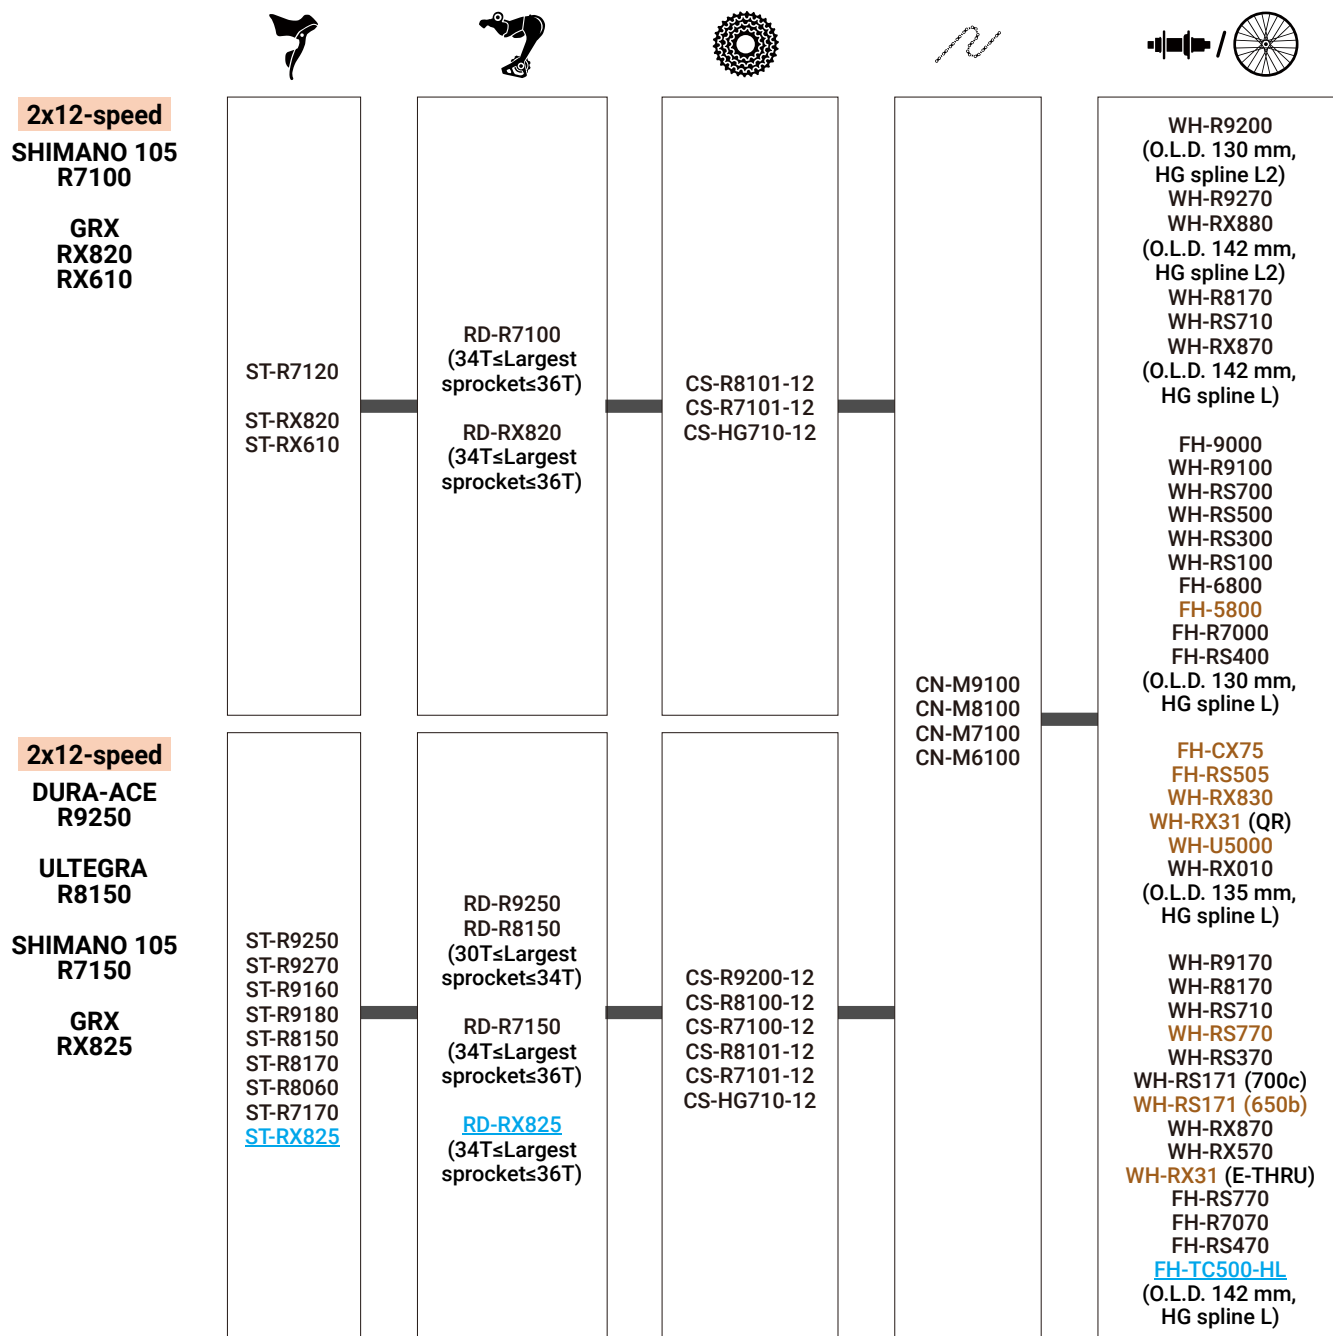 2x12-speed
SHIMANO 105
R7100
GRX
RX820
RX610
ST-R7120
ST-RX820
ST-RX610
RD-R7100
(34T≤Largest
sprocket≤36T)
RD-RX820
(34T≤Largest
sprocket≤36T)
CS-R8101-12
CS-R7101-12
CS-HG710-12
2x12-speed
DURA-ACE
R9250
ULTEGRA
R8150
SHIMANO 105
R7150
GRX
RX825
ST-R9250
ST-R9270
ST-R9160
ST-R9180
ST-R8150
ST-R8170
ST-R8060
ST-R7170
ST-RX825
RD-R9250
RD-R8150
(30T≤Largest
sprocket≤34T)
RD-R7150
(34T≤Largest
sprocket≤36T)
RD-RX825
(34T≤Largest
sprocket≤36T)
CS-R9200-12
CS-R8100-12
CS-R7100-12
CS-R8101-12
CS-R7101-12
CS-HG710-12
CN-M9100
CN-M8100
CN-M7100
CN-M6100
WH-R9200
(O.L.D. 130 mm,
HG spline L2)
WH-R9270
WH-RX880
(O.L.D. 142 mm,
HG spline L2)
WH-R8170
WH-RS710
WH-RX870
(O.L.D. 142 mm,
HG spline L)
FH-9000
WH-R9100
WH-RS700
WH-RS500
WH-RS300
WH-RS100
FH-6800
FH-5800
FH-R7000
FH-RS400
(O.L.D. 130 mm,
HG spline L)
FH-CX75
FH-RS505
WH-RX830
WH-RX31 (QR)
WH-U5000
WH-RX010
(O.L.D. 135 mm,
HG spline L)
WH-R9170
WH-R8170
WH-RS710
WH-RS770
WH-RS370
WH-RS171 (700c)
WH-RS171 (650b)
WH-RX870
WH-RX570
WH-RX31 (E-THRU)
FH-RS770
FH-R7070
FH-RS470
FH-TC500-HL
(O.L.D. 142 mm,
HG spline L)